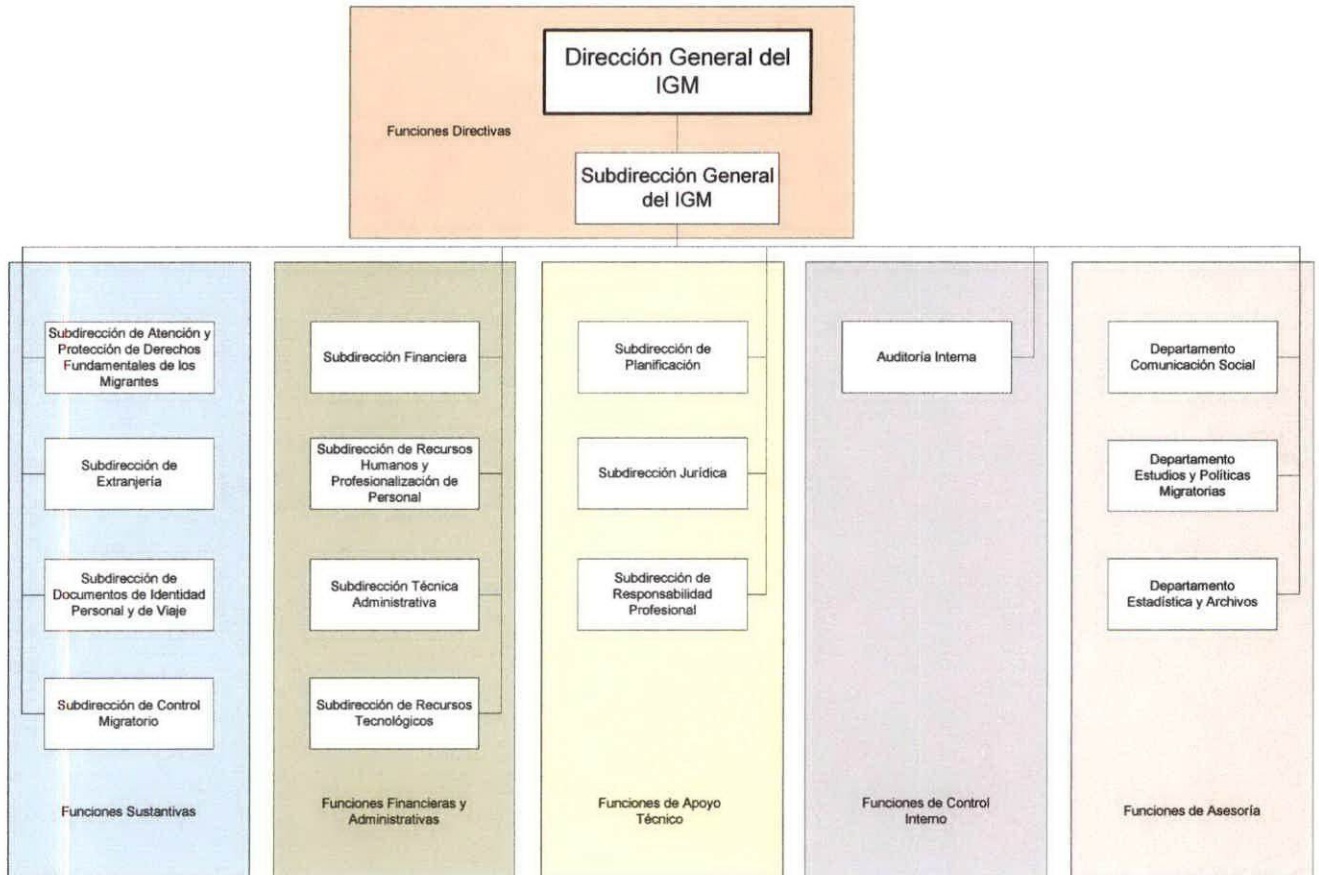 Dirección General del
IGM
Funciones Directivas
Subdirección General
del IGM
Subdirección de Atención y
Protección de Derechos
Fundamentales de los
Migrantes
Subdirección de
Extranjería
Subdirección de
Documentos de Identidad
Personal y de Viaje
Subdirección de Control
Migratorio
Funciones Sustantivas
Subdirección Financiera
Subdirección de Recursos
Humanos y
Profesionalización de
Personal
Subdirección Técnica
Administrativa
Subdirección de Recursos
Tecnológicos
Funciones Financieras y
Administrativas
Subdirección de
Planificación
Subdirección Jurídica
Subdirección de
Responsabilidad
Profesional
Funciones de Apoyo
Técnico
Auditoría Interna
Funciones de Control
Interno
Departamento
Comunicación Social
Departamento
Estudios y Políticas
Migratorias
Departamento
Estadística y Archivos
Funciones de Asesoría